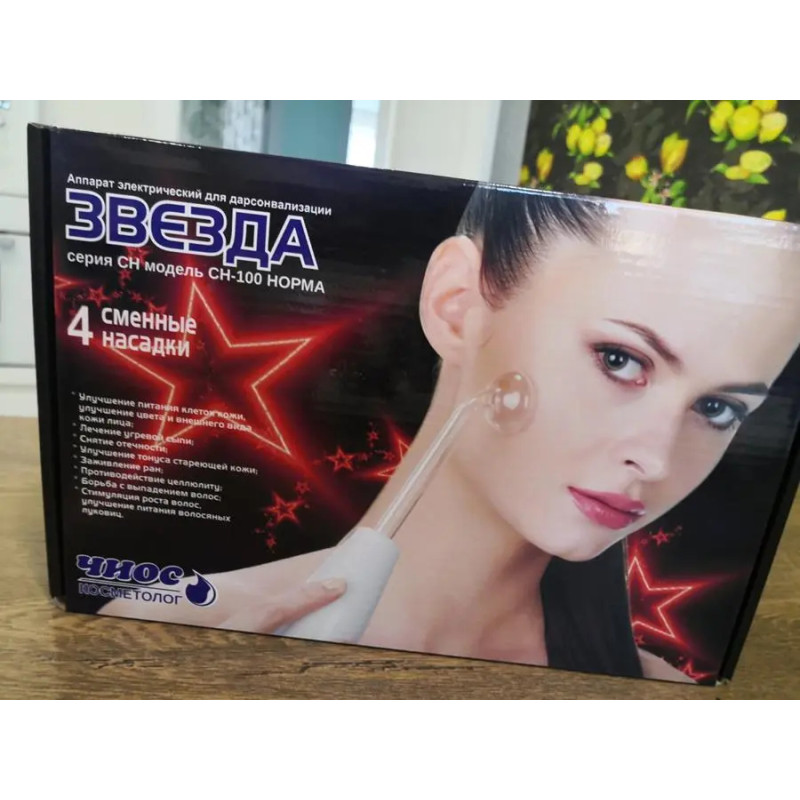 Аппарат электрический для дарсонвализации
ЗВЕЗДА
серия СН модель СН-100 НОРМА
4 сменные
насадки
* Улучшение питания клеток кожи,
улучшение цвета и внешнего вида
кожи лица;
* Лечение угревой сыпи;
* Снятие отечности;
* Улучшение тонуса стареющей кожи;
* Заживление ран;
* Противодействие целлюлиту;
* Борьба с выпадением волос;
* Стимуляция роста волос,
улучшение питания волосяных
луковиц.
ЧИОС
КОСМЕТОЛОГ